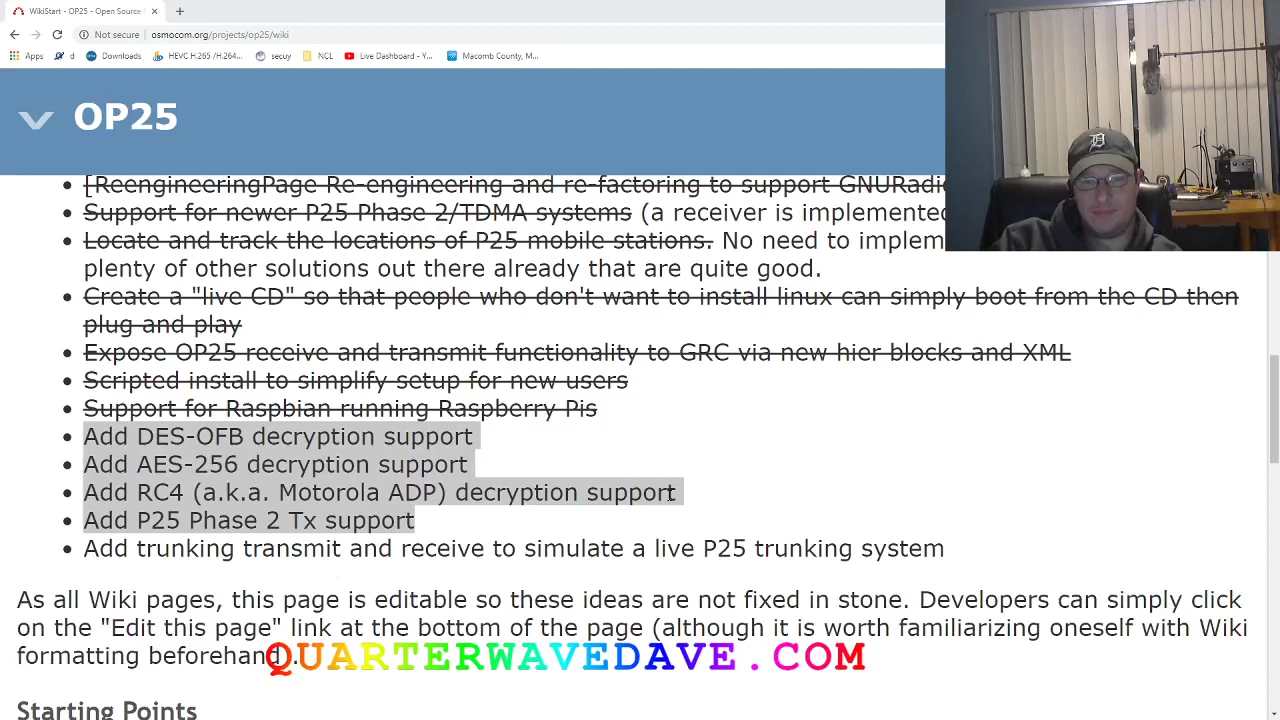 WikiStart - OP25 - Open Source
Not secure | osmocom.org/projects/op25/wiki
Apps d Downloads HEVC H.265 /H.264... secuy NCL Live Dashboard - Y... Macomb County, M...
OP25
[ReengineeringPage Re-engineering and re-factoring to support GNURadio
Support for newer P25 Phase 2/TDMA systems (a receiver is implemented
Locate and track the locations of P25 mobile stations. No need to implem
plenty of other solutions out there already that are quite good.
Create a "live CD" so that people who don't want to install linux can simply boot from the CD then
plug and play
Expose OP25 receive and transmit functionality to GRC via new hier blocks and XML
Scripted install to simplify setup for new users
Support for Raspbian running Raspberry Pis
Add DES-OFB decryption support
Add AES-256 decryption support
Add RC4 (a.k.a. Motorola ADP) decryption support
Add P25 Phase 2 Tx support
Add trunking transmit and receive to simulate a live P25 trunking system
As all Wiki pages, this page is editable so these ideas are not fixed in stone. Developers can simply click
on the "Edit this page" link at the bottom of the page (although it is worth familiarizing oneself with Wiki
formatting beforehand).
QUARTERWAVEDAVE.COM
Starting Points